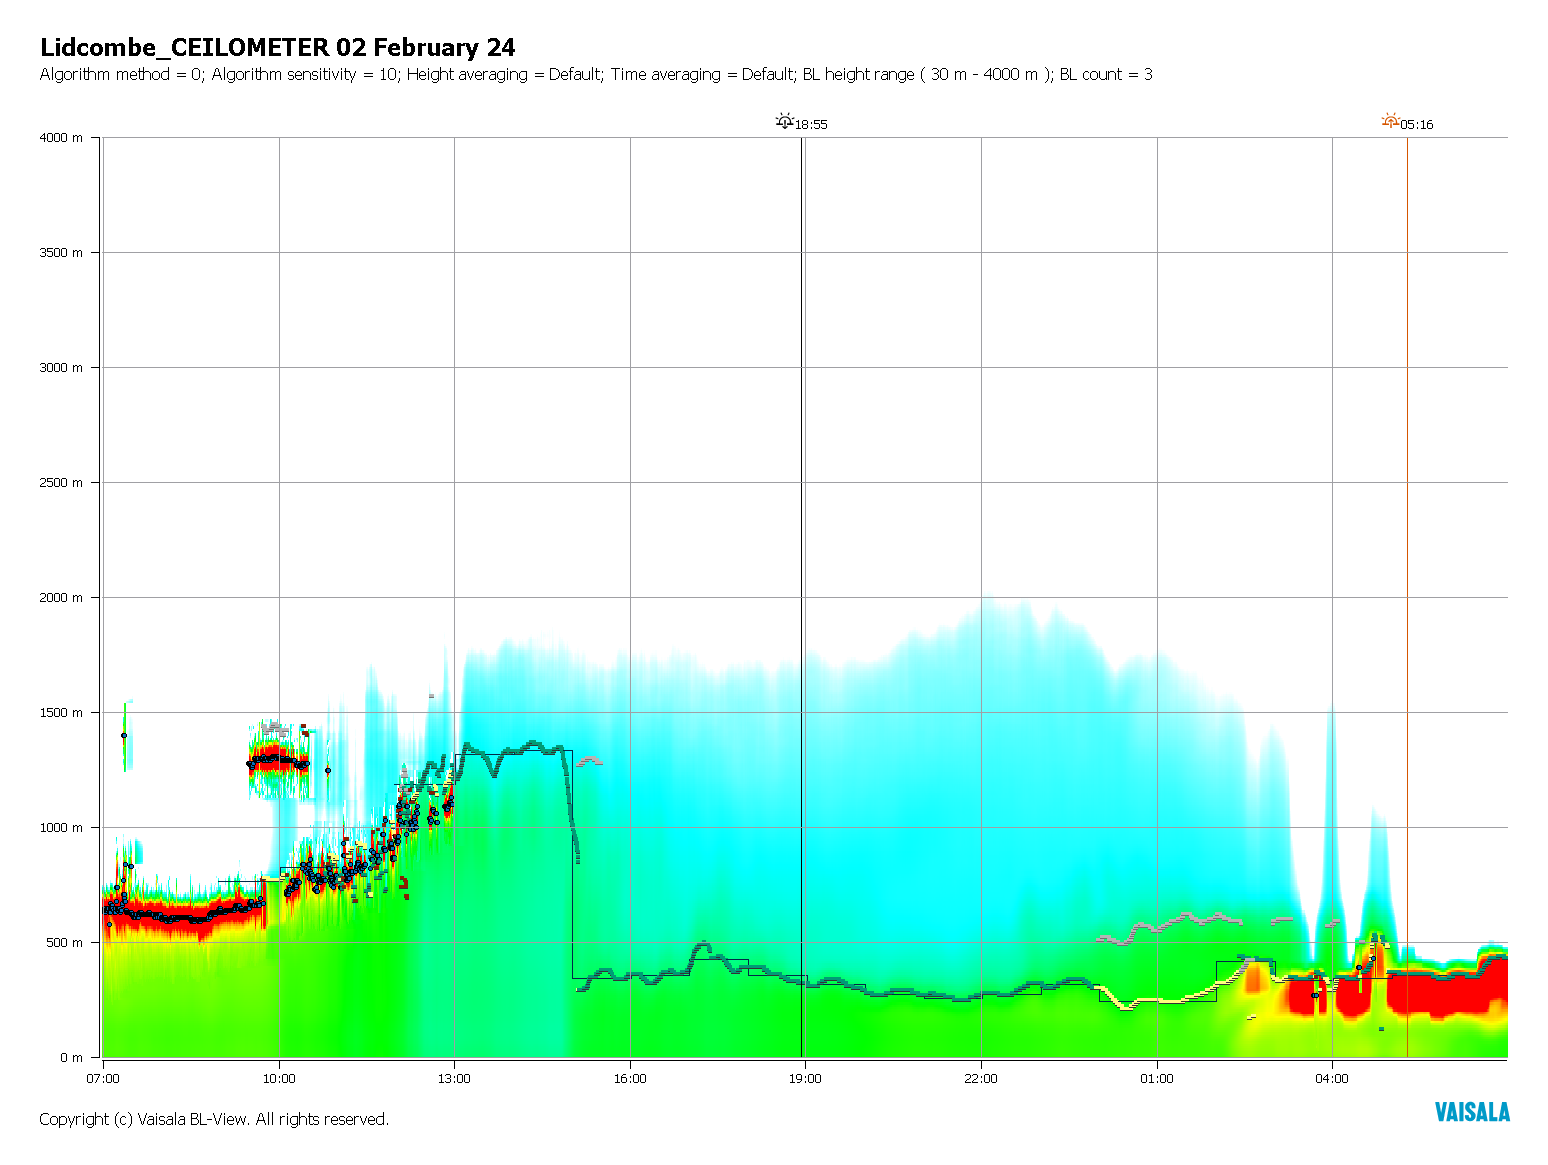 Lidcombe_CEILOMETER 02 February 24
Algorithm method = 0; Algorithm sensitivity = 10; Height averaging = Default; Time averaging = Default; BL height range ( 30 m - 4000 m ); BL count = 3
18:55
05:16
4000 m
3500 m
3000 m
2500 m
2000 m
1500 m
1000 m
500 m
0 m
07:00
10:00
13:00
16:00
19:00
22:00
01:00
04:00
Copyright (c) Vaisala BL-View. All rights reserved.
VAISALA